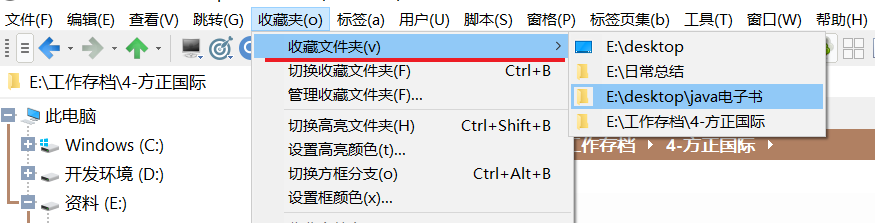 文件(F) 编辑(E) 查看(V) 跳转(G) 收藏夹(o) 标签(a) 用户(U) 脚本(S) 窗格(P) 标签页集(b) 工具(T) 窗口(W) 帮助(H)
收藏文件夹(v)
E:\desktop
E:\日常总结
E:\desktop\java电子书
E:\工作存档\4-方正国际
切换收藏文件夹(F) Ctrl+B
管理收藏文件夹(F)...
切换高亮文件夹(H) Ctrl+Shift+B
设置高亮颜色(t)...
切换方框分支(o) Ctrl+Alt+B
设置框颜色(x)...
E:\工作存档\4-方正国际
此电脑
Windows (C:)
开发环境 (D:)
资料 (E:)
工作存档 4-方正国际